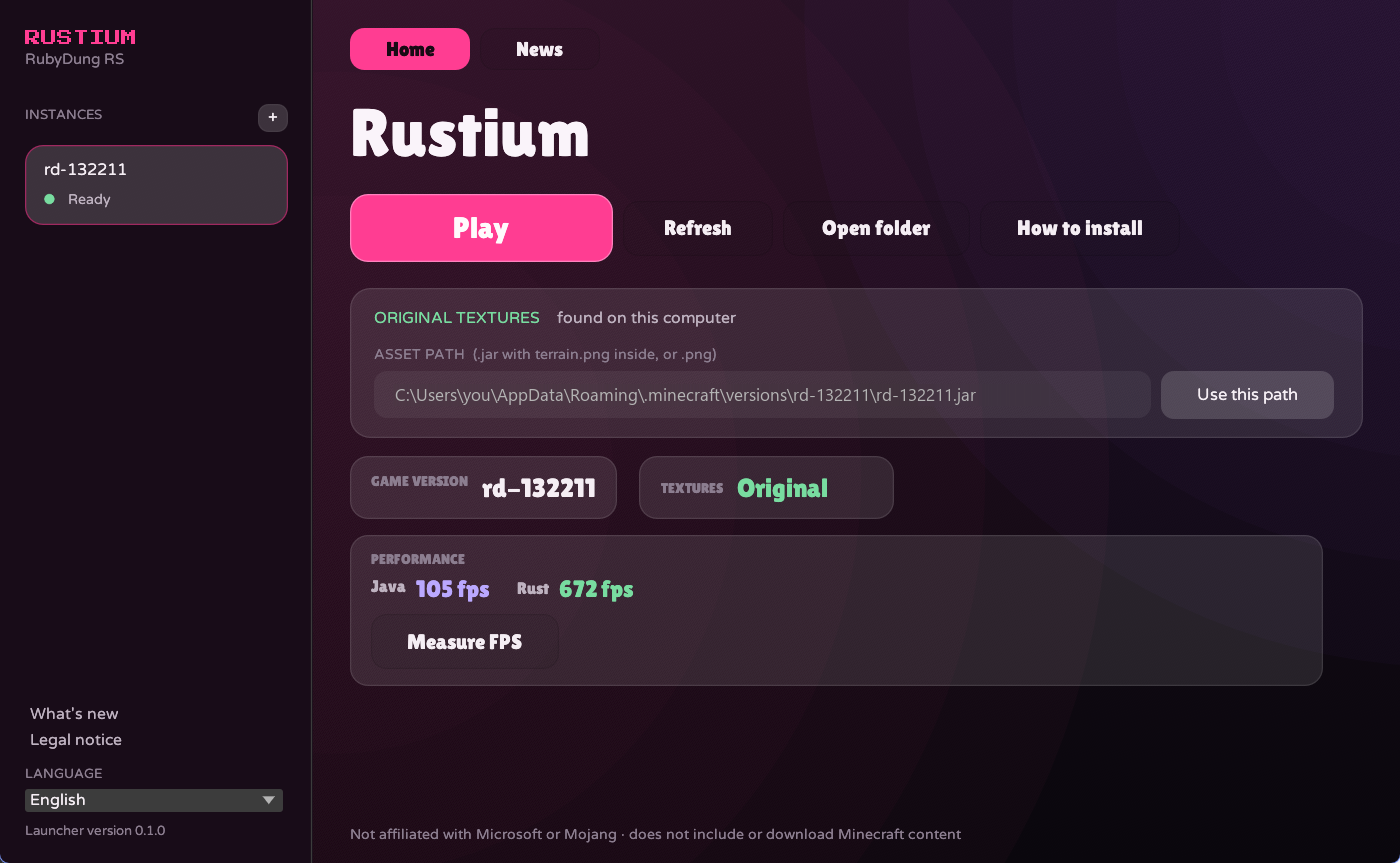 RUSTIUM
RubyDung RS
INSTANCES
+
rd-132211
Ready
What's new
Legal notice
LANGUAGE
English
Launcher version 0.1.0
Home News
Rustium
Play Refresh Open folder How to install
ORIGINAL TEXTURES found on this computer
ASSET PATH (.jar with terrain.png inside, or .png)
C:\Users\you\AppData\Roaming\.minecraft\versions\rd-132211\rd-132211.jar Use this path
GAME VERSION rd-132211 TEXTURES Original
PERFORMANCE
Java 105 fps Rust 672 fps
Measure FPS
Not affiliated with Microsoft or Mojang · does not include or download Minecraft content